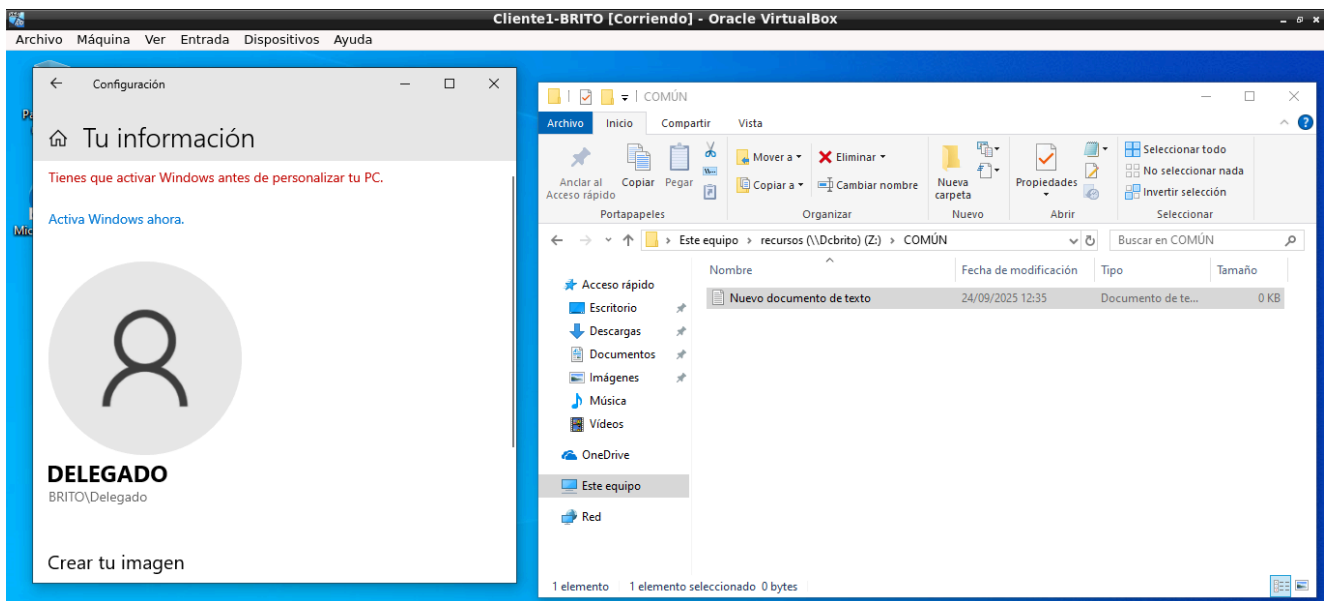 Cliente1-BRITO [Corriendo] - Oracle VirtualBox
Archivo Máquina Ver Entrada Dispositivos Ayuda
Configuración
Tu información
Tienes que activar Windows antes de personalizar tu PC.
Activa Windows ahora.
DELEGADO
BRITO\Delegado
Crear tu imagen
COMÚN
Archivo Inicio Compartir Vista
Anclar al Acceso rápido
Copiar
Pegar
Portapapeles
Mover a
Copiar a
Eliminar
Cambiar nombre
Organizar
Nueva carpeta
Nuevo
Propiedades
Abrir
Seleccionar todo
No seleccionar nada
Invertir selección
Seleccionar
Este equipo > recursos (\\Dcbrito) (Z:) > COMÚN
Buscar en COMÚN
Nombre Fecha de modificación Tipo Tamaño
Nuevo documento de texto 24/09/2025 12:35 Documento de te... 0 KB
Acceso rápido
Escritorio
Descargas
Documentos
Imágenes
Música
Vídeos
OneDrive
Este equipo
Red
1 elemento 1 elemento seleccionado 0 bytes